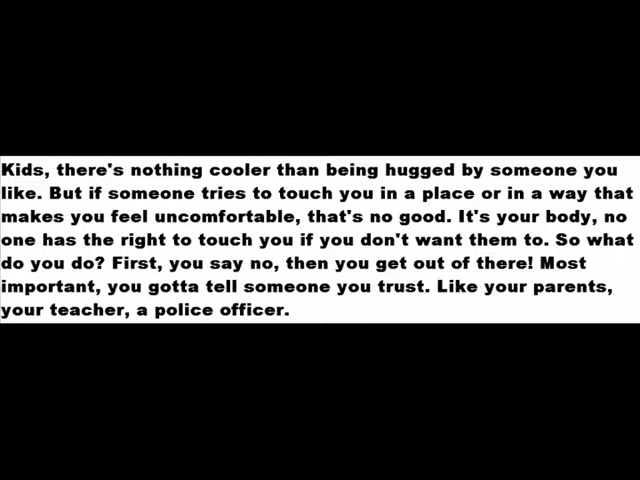 Kids, there's nothing cooler than being hugged by someone you
like. But if someone tries to touch you in a place or in a way that
makes you feel uncomfortable, that's no good. It's your body, no
one has the right to touch you if you don't want them to. So what
do you do? First, you say no, then you get out of there! Most
important, you gotta tell someone you trust. Like your parents,
your teacher, a police officer.